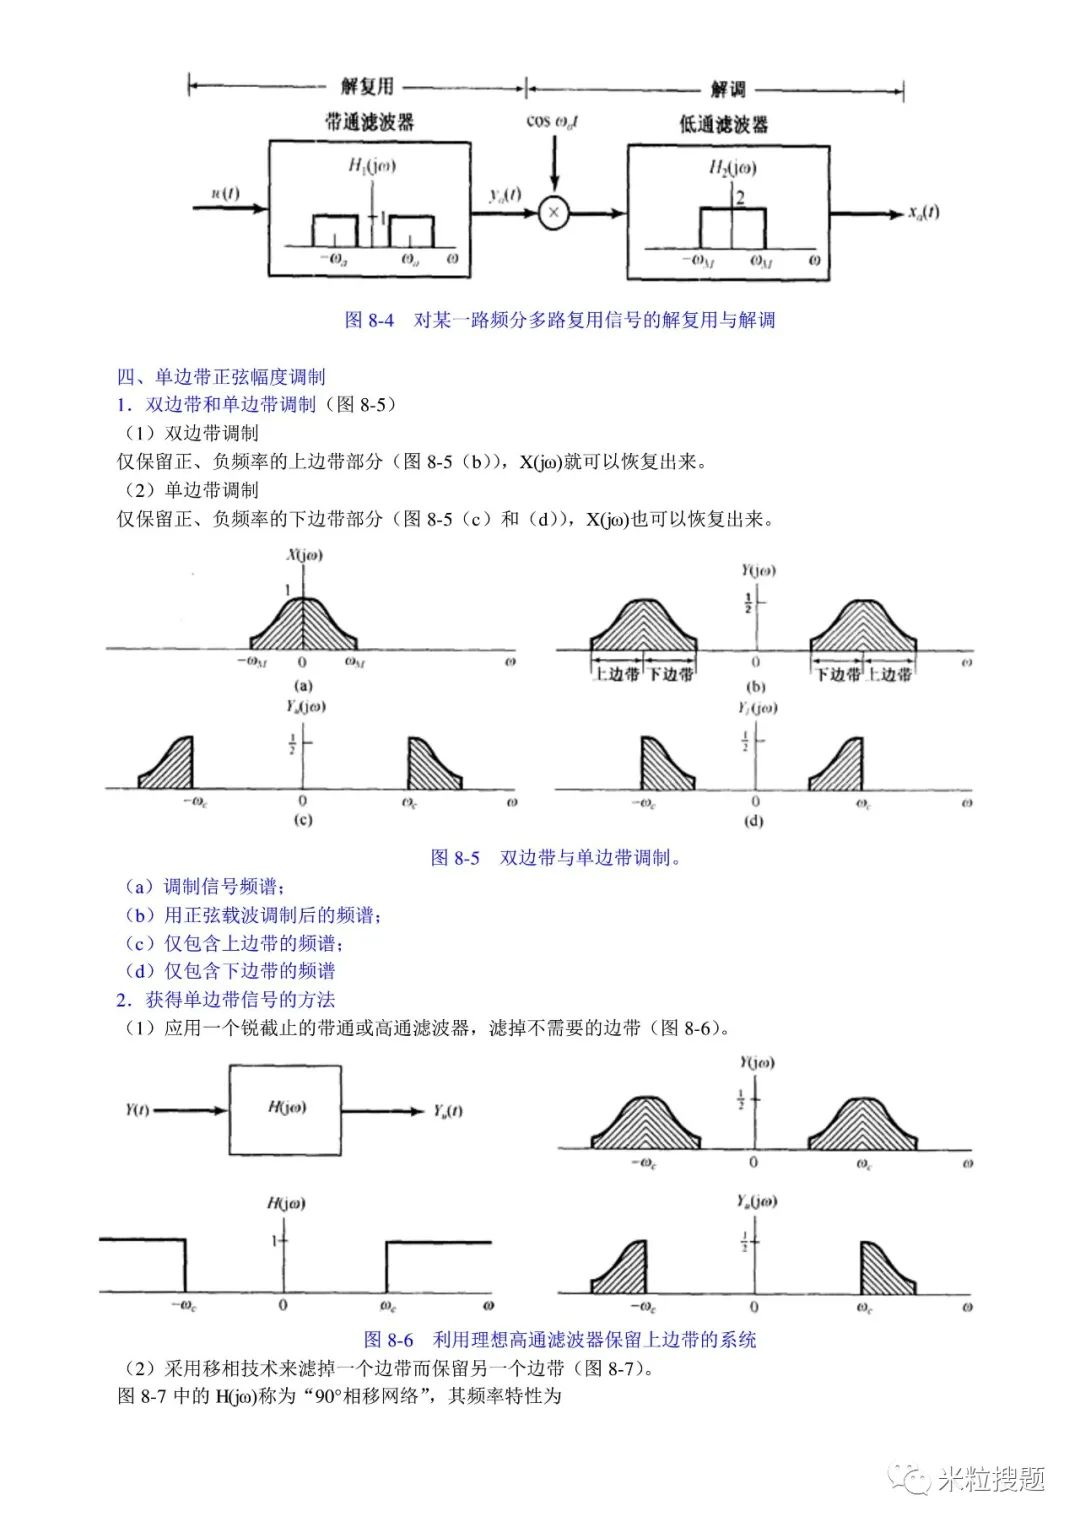 解复用 解调
带通滤波器 cos ω₀t 低通滤波器
H₁(jω) H₂(jω)
w(t) 1 yₐ(t) × 2 xₐ(t)
−ωₐ ωₐ ω −ω_M ω_M ω
图 8-4 对某一路频分多路复用信号的解复用与解调
四、单边带正弦幅度调制
1．双边带和单边带调制（图 8-5）
（1）双边带调制
仅保留正、负频率的上边带部分（图 8-5（b）），X(jω)就可以恢复出来。
（2）单边带调制
仅保留正、负频率的下边带部分（图 8-5（c）和（d）），X(jω)也可以恢复出来。
X(jω) Y(jω)
1 1/2
−ω_M 0 ω_M ω 0 ω
上边带 下边带 下边带 上边带
(a) (b)
Yᵤ(jω) Yₗ(jω)
1/2 1/2
−ω_c 0 ω_c ω −ω_c 0 ω_c ω
(c) (d)
图 8-5 双边带与单边带调制。
（a）调制信号频谱；
（b）用正弦载波调制后的频谱；
（c）仅包含上边带的频谱；
（d）仅包含下边带的频谱
2．获得单边带信号的方法
（1）应用一个锐截止的带通或高通滤波器，滤掉不需要的边带（图 8-6）。
Y(jω)
Y(t) H(jω) Yᵤ(t) 1/2
−ω_c 0 ω_c ω
H(jω) Yᵤ(jω)
1 1/2
−ω_c 0 ω_c ω −ω_c 0 ω_c ω
图 8-6 利用理想高通滤波器保留上边带的系统
（2）采用移相技术来滤掉一个边带而保留另一个边带（图 8-7）。
图 8-7 中的 H(jω)称为“90°相移网络”，其频率特性为
米粒搜题